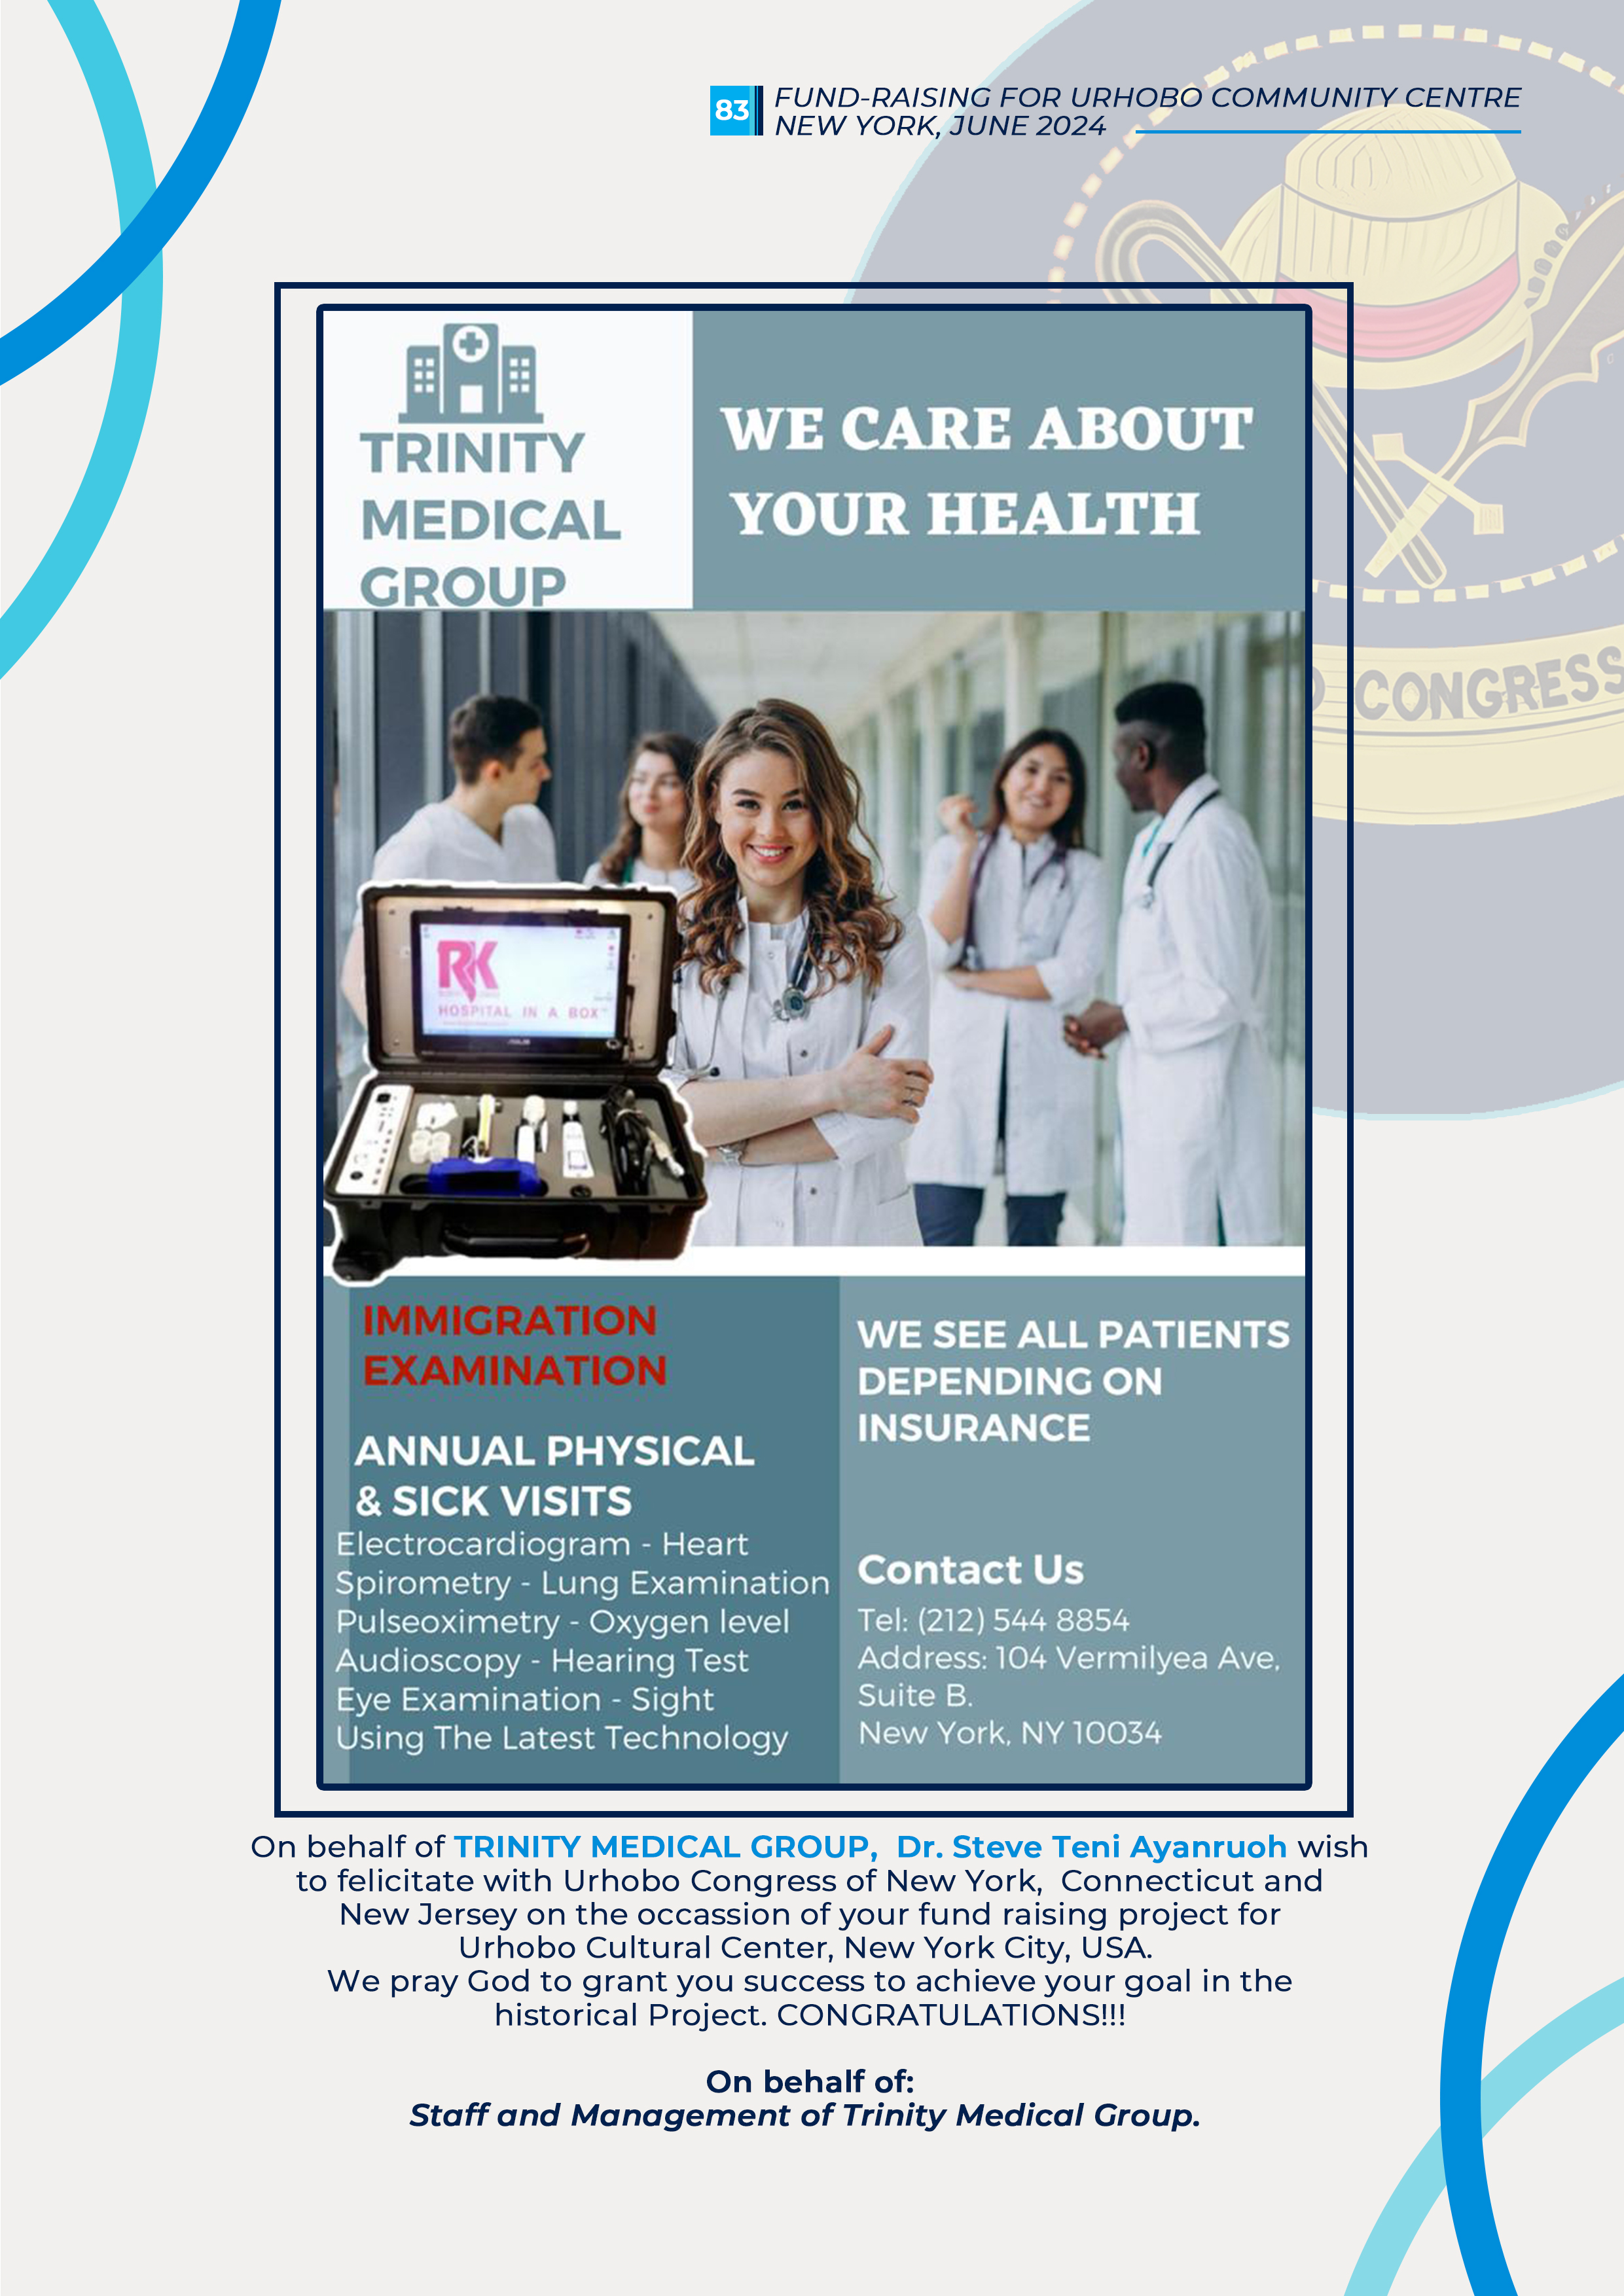 83
FUND-RAISING FOR URHOBO COMMUNITY CENTRE
NEW YORK, JUNE 2024
CONGRESS
TRINITY
MEDICAL
GROUP
WE CARE ABOUT
YOUR HEALTH
RK
HOSPITAL IN A BOX™
ASUS
IMMIGRATION
EXAMINATION
ANNUAL PHYSICAL
& SICK VISITS
Electrocardiogram - Heart
Spirometry - Lung Examination
Pulseoximetry - Oxygen level
Audioscopy - Hearing Test
Eye Examination - Sight
Using The Latest Technology
WE SEE ALL PATIENTS
DEPENDING ON
INSURANCE
Contact Us
Tel: (212) 544 8854
Address: 104 Vermilyea Ave,
Suite B.
New York, NY 10034
On behalf of TRINITY MEDICAL GROUP, Dr. Steve Teni Ayanruoh wish
to felicitate with Urhobo Congress of New York, Connecticut and
New Jersey on the occassion of your fund raising project for
Urhobo Cultural Center, New York City, USA.
We pray God to grant you success to achieve your goal in the
historical Project. CONGRATULATIONS!!!
On behalf of:
Staff and Management of Trinity Medical Group.